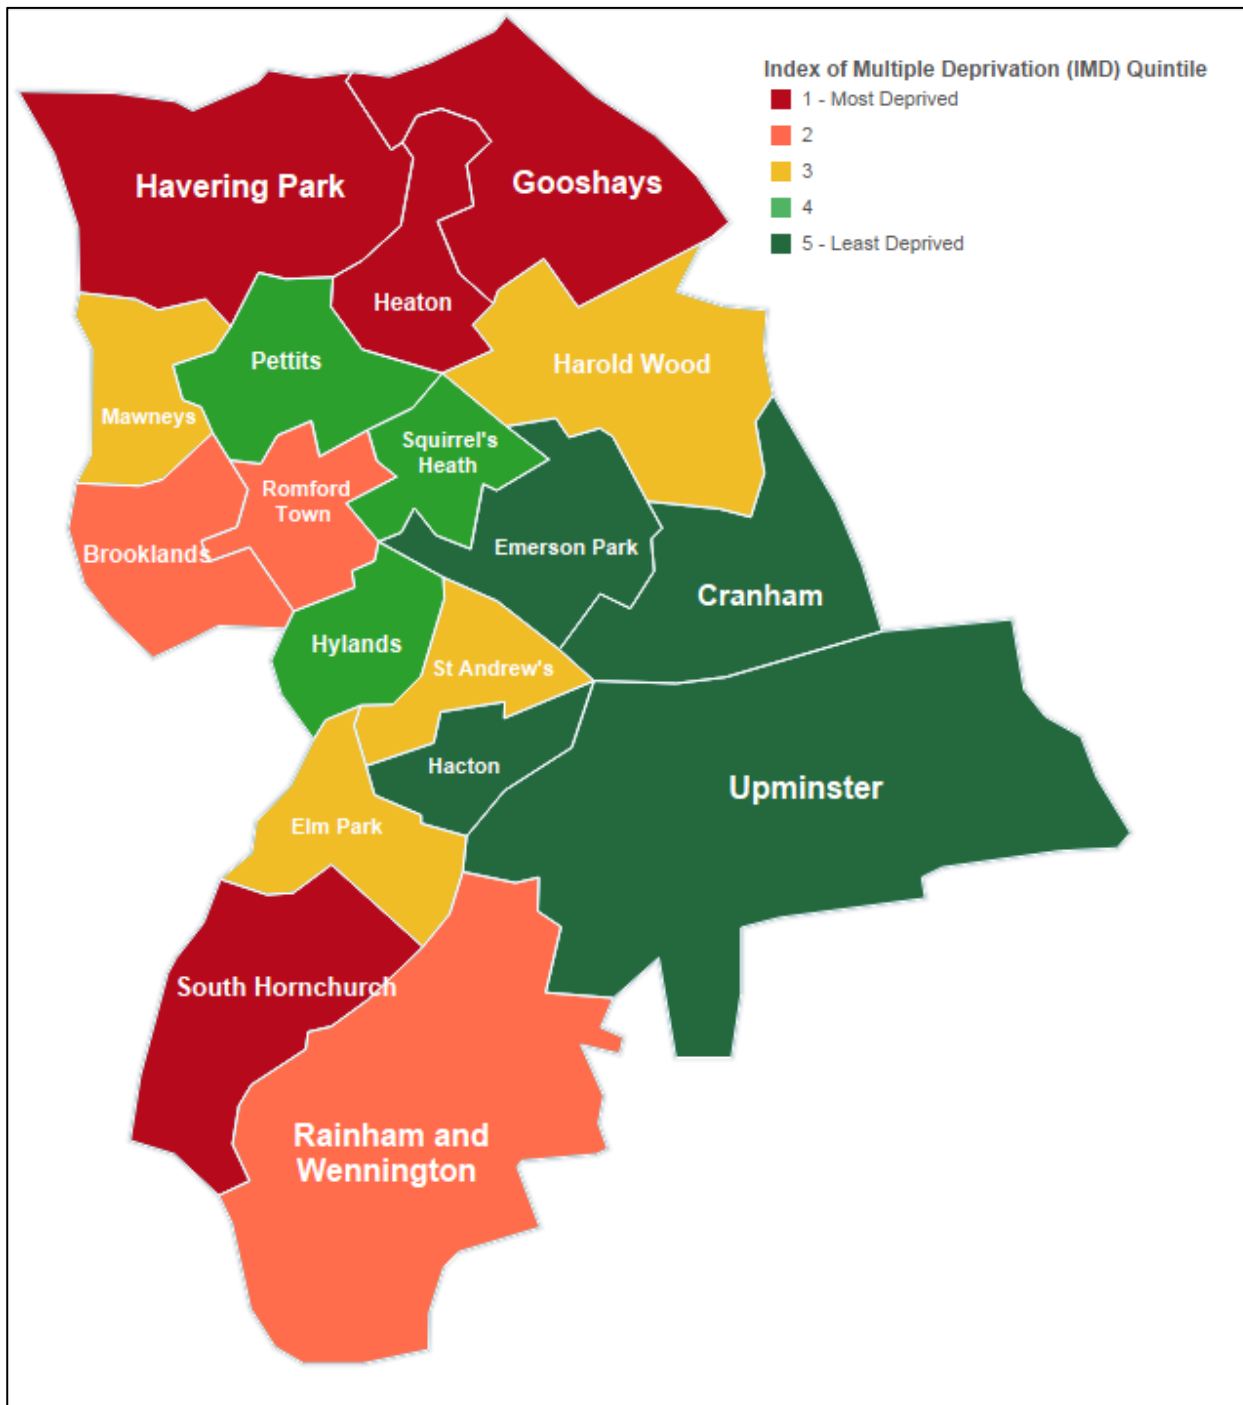 Index of Multiple Deprivation (IMD) Quintile
1 - Most Deprived
2
3
4
5 - Least Deprived
Havering Park
Gooshays
Heaton
Pettits
Harold Wood
Mawneys
Squirrel's
Heath
Romford
Town
Brooklands
Emerson Park
Cranham
Hylands
St Andrew's
Hacton
Upminster
Elm Park
South Hornchurch
Rainham and
Wennington